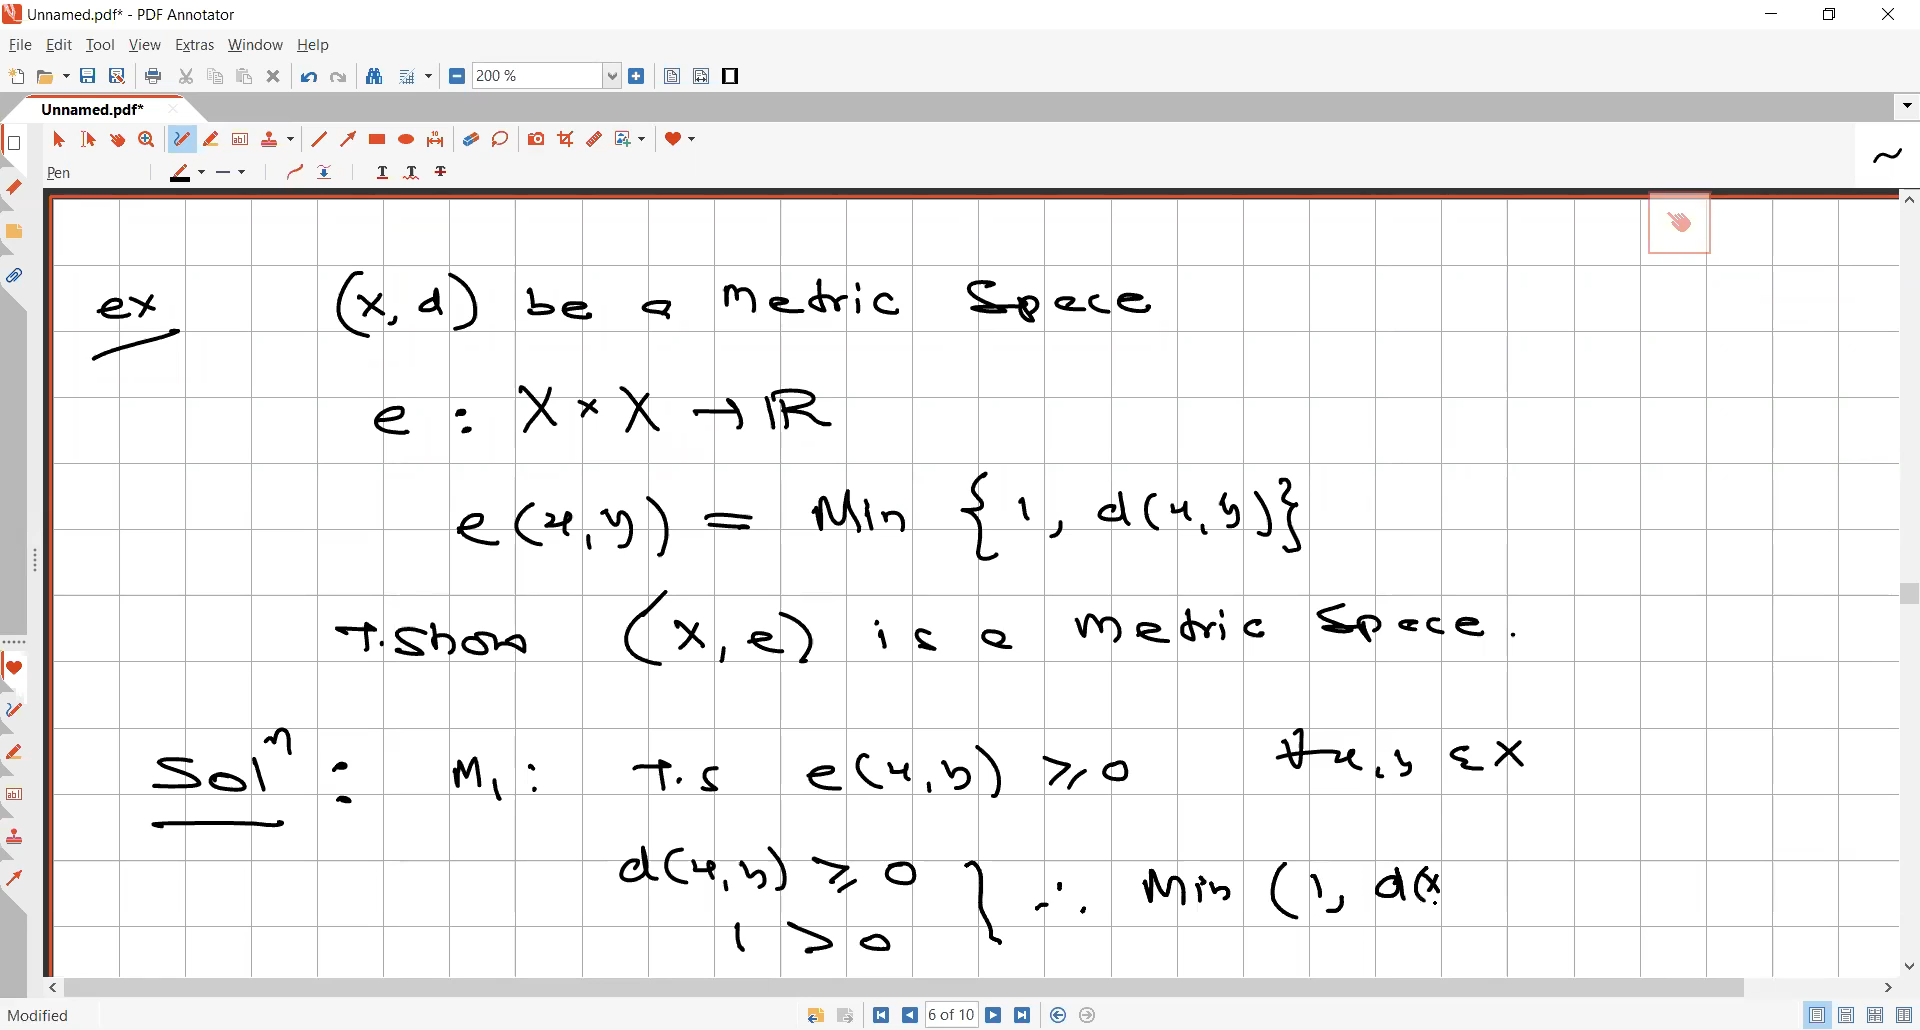 Unnamed.pdf* - PDF Annotator
File Edit Tool View Extras Window Help
200 %
Unnamed.pdf*
Pen
ex (x, d) be a metric Space
e : X × X → ℝ
e(x,y) = Min { 1, d(x,y)}
T.Show (x, e) is a metric Space.
Solⁿ : M₁ : T.S e(x,y) ⩾ 0 ∀x,y ∈ X
d(x,y) ⩾ 0 } ∴ Min (1, d(x
1 > 0
Modified
6 of 10